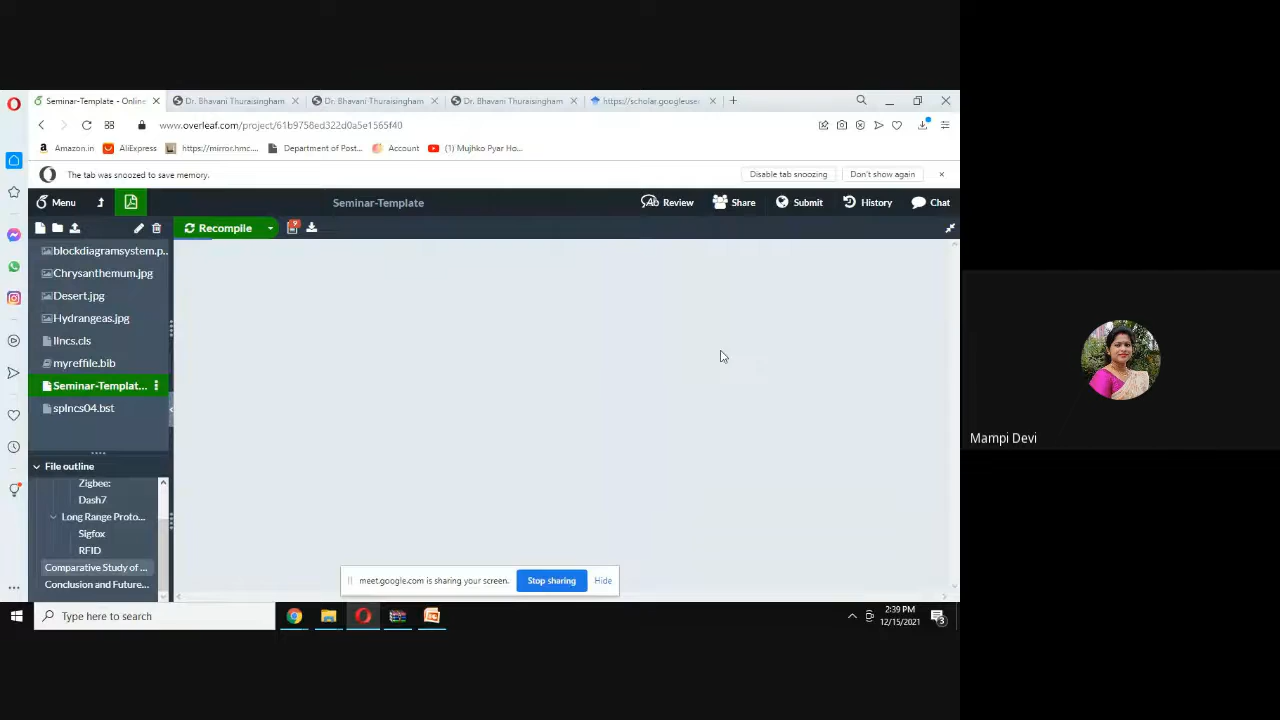 Seminar-Template - Online
Dr. Bhavani Thuraisingham
Dr. Bhavani Thuraisingham
Dr. Bhavani Thuraisingham
https://scholar.googleuse
www.overleaf.com/project/61b9758ed322d0a5e1565f40
Amazon.in
AliExpress
https://mirror.hmc....
Department of Post...
Account
(1) Mujhko Pyar Ho...
The tab was snoozed to save memory.
Disable tab snoozing
Don't show again
Menu
Seminar-Template
Review
Share
Submit
History
Chat
Recompile
9
blockdiagramsystem.p...
Chrysanthemum.jpg
Desert.jpg
Hydrangeas.jpg
llncs.cls
myreffile.bib
Seminar-Templat...
splncs04.bst
File outline
Zigbee:
Dash7
Long Range Proto...
Sigfox
RFID
Comparative Study of ...
Conclusion and Future...
meet.google.com is sharing your screen.
Stop sharing
Hide
Mampi Devi
Type here to search
2:39 PM
12/15/2021
3